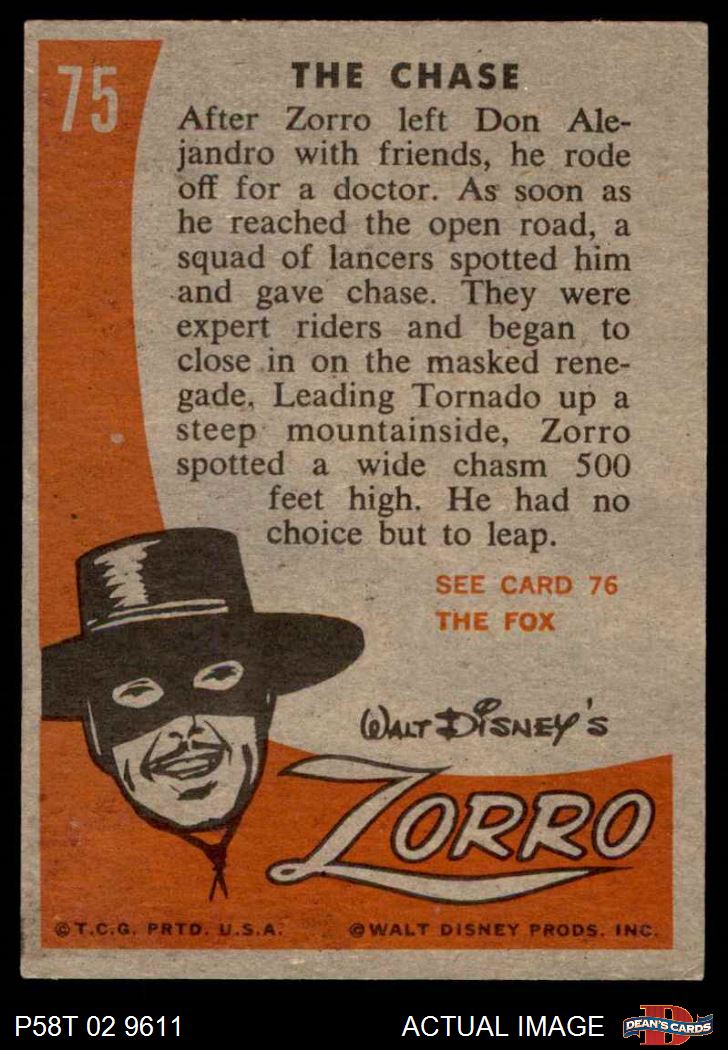 75
THE CHASE
After Zorro left Don Ale-
jandro with friends, he rode
off for a doctor. As soon as
he reached the open road, a
squad of lancers spotted him
and gave chase. They were
expert riders and began to
close in on the masked rene-
gade. Leading Tornado up a
steep mountainside, Zorro
spotted a wide chasm 500
feet high. He had no
choice but to leap.
SEE CARD 76
THE FOX
WALT DISNEY'S
ZORRO
©T.C.G. PRTD. U.S.A.
©WALT DISNEY PRODS. INC.
P58T 02 9611
ACTUAL IMAGE
DEAN'S CARDS